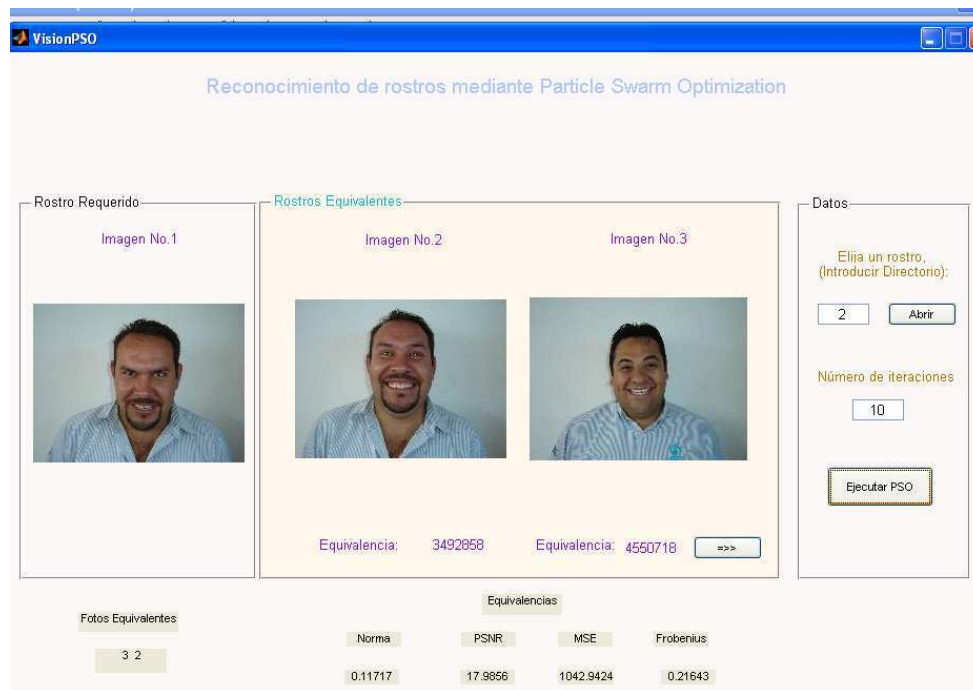 VisionPSO
Reconocimiento de rostros mediante Particle Swarm Optimization
Rostro Requerido
Imagen No.1
Rostros Equivalentes
Imagen No.2
Imagen No.3
Equivalencia: 3492858
Equivalencia: 4550718
=>>
Datos
Elija un rostro,
(Introducir Directorio):
2
Abrir
Número de iteraciones
10
Ejecutar PSO
Fotos Equivalentes
3 2
Equivalencias
Norma PSNR MSE Frobenius
0.11717 17.9856 1042.9424 0.21643